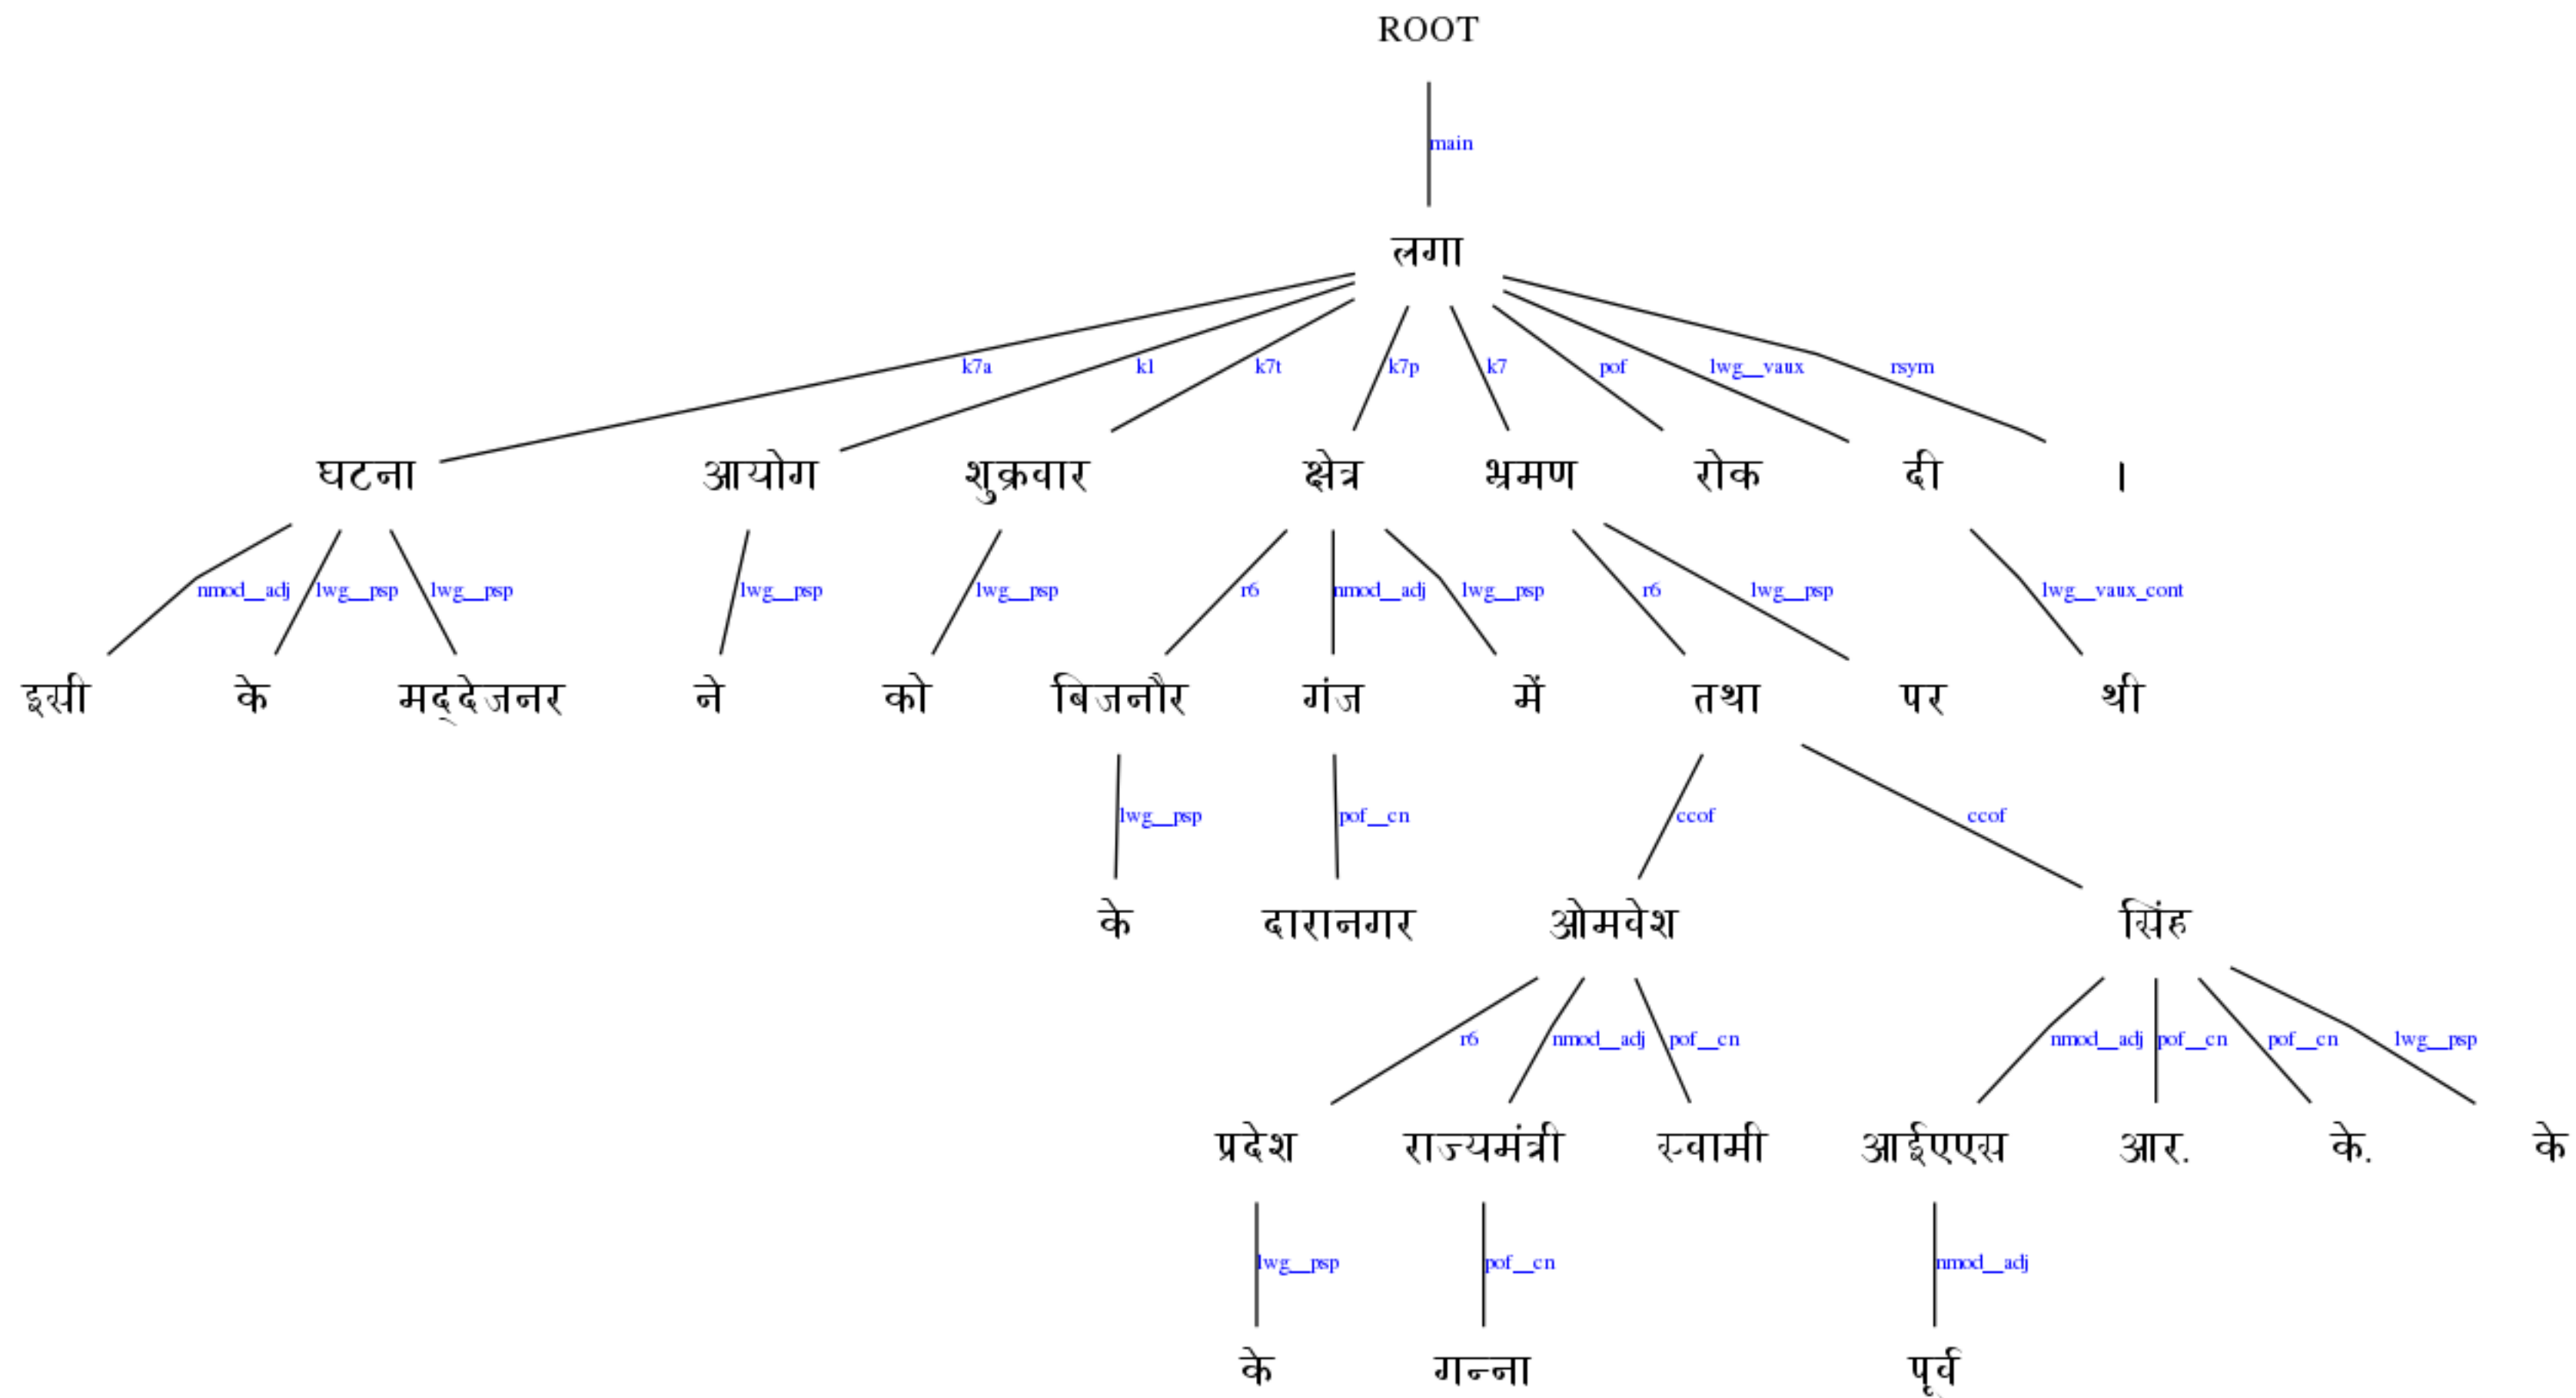 ROOT
main
लगा
k7a k1 k7t k7p k7 pof lwg__vaux rsym
घटना आयोग शुक्रवार क्षेत्र भ्रमण रोक दी ।
nmod__adj lwg__psp lwg__psp lwg__psp lwg__psp r6 nmod__adj lwg__psp r6 lwg__psp lwg__vaux_cont
इसी के मद्देजनर ने को बिजनौर गंज में तथा पर थी
lwg__psp pof__cn ccof ccof
के दारानगर ओमवेश सिंह
r6 nmod__adj pof__cn nmod__adj pof__cn pof__cn lwg__psp
प्रदेश राज्यमंत्री स्वामी आईएएस आर. के. के
lwg__psp pof__cn nmod__adj
के गन्ना पूर्व